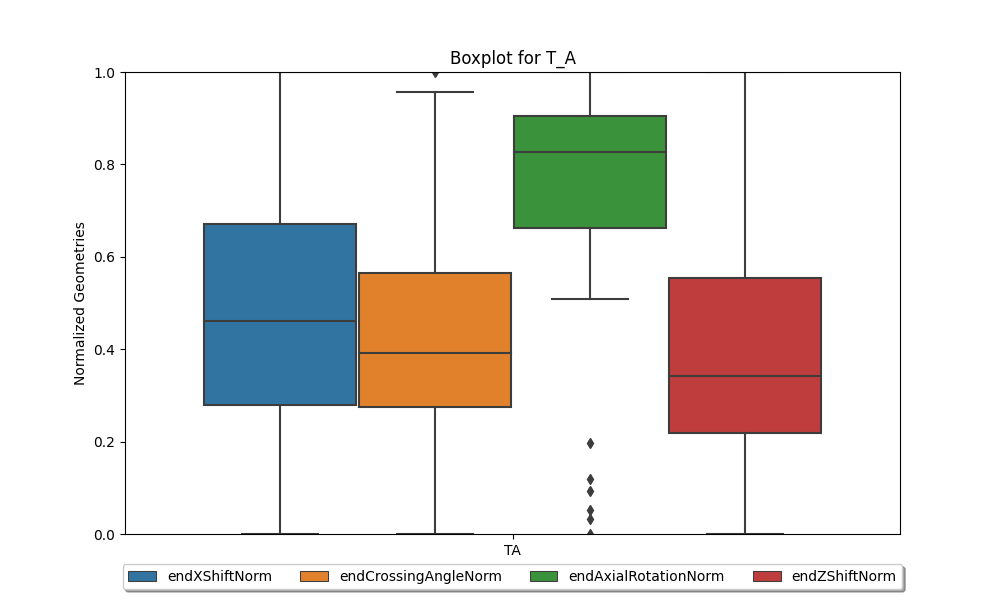 Boxplot for T_A
1.0
0.8
0.6
0.4
0.2
0.0
Normalized Geometries
TA
endXShiftNorm endCrossingAngleNorm endAxialRotationNorm endZShiftNorm